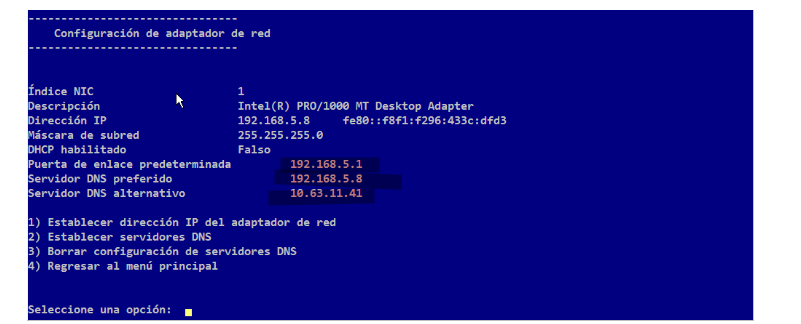 --------------------------------
Configuración de adaptador de red
--------------------------------
Índice NIC 1
Descripción Intel(R) PRO/1000 MT Desktop Adapter
Dirección IP 192.168.5.8 fe80::f8f1:f296:433c:dfd3
Máscara de subred 255.255.255.0
DHCP habilitado Falso
Puerta de enlace predeterminada 192.168.5.1
Servidor DNS preferido 192.168.5.8
Servidor DNS alternativo 10.63.11.41
1) Establecer dirección IP del adaptador de red
2) Establecer servidores DNS
3) Borrar configuración de servidores DNS
4) Regresar al menú principal
Seleccione una opción: